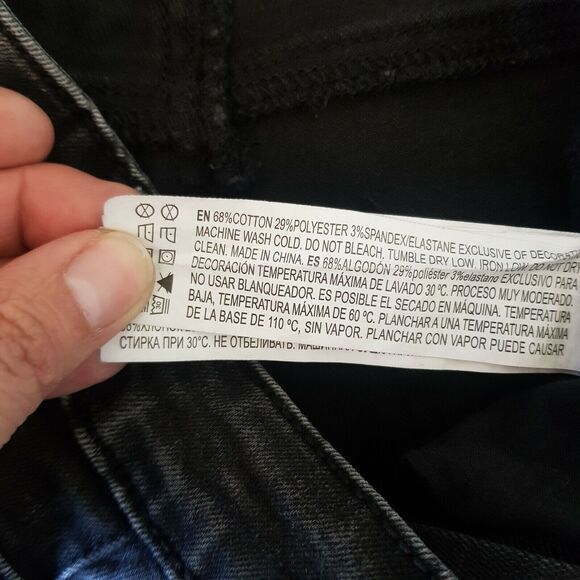 EN 68%COTTON 29%POLYESTER 3%SPANDEX/ELASTANE EXCLUSIVE OF DECORAT
MACHINE WASH COLD. DO NOT BLEACH. TUMBLE DRY LOW. IRON LOW. DO NOT DRY
CLEAN. MADE IN CHINA. ES 68%ALGODÓN 29%poliéster 3%elastano EXCLUSIVO PARA
DECORACIÓN TEMPERATURA MÁXIMA DE LAVADO 30ºC. PROCESO MUY MODERADO.
NO USAR BLANQUEADOR. ES POSIBLE EL SECADO EN MÁQUINA. TEMPERATURA
BAJA, TEMPERATURA MÁXIMA DE 60 ºC. PLANCHAR A UNA TEMPERATURA MÁXIMA
DE LA BASE DE 110 ºC, SIN VAPOR. PLANCHAR CON VAPOR PUEDE CAUSAR
СТИРКА ПРИ 30°C. НЕ ОТБЕЛИВАТЬ.